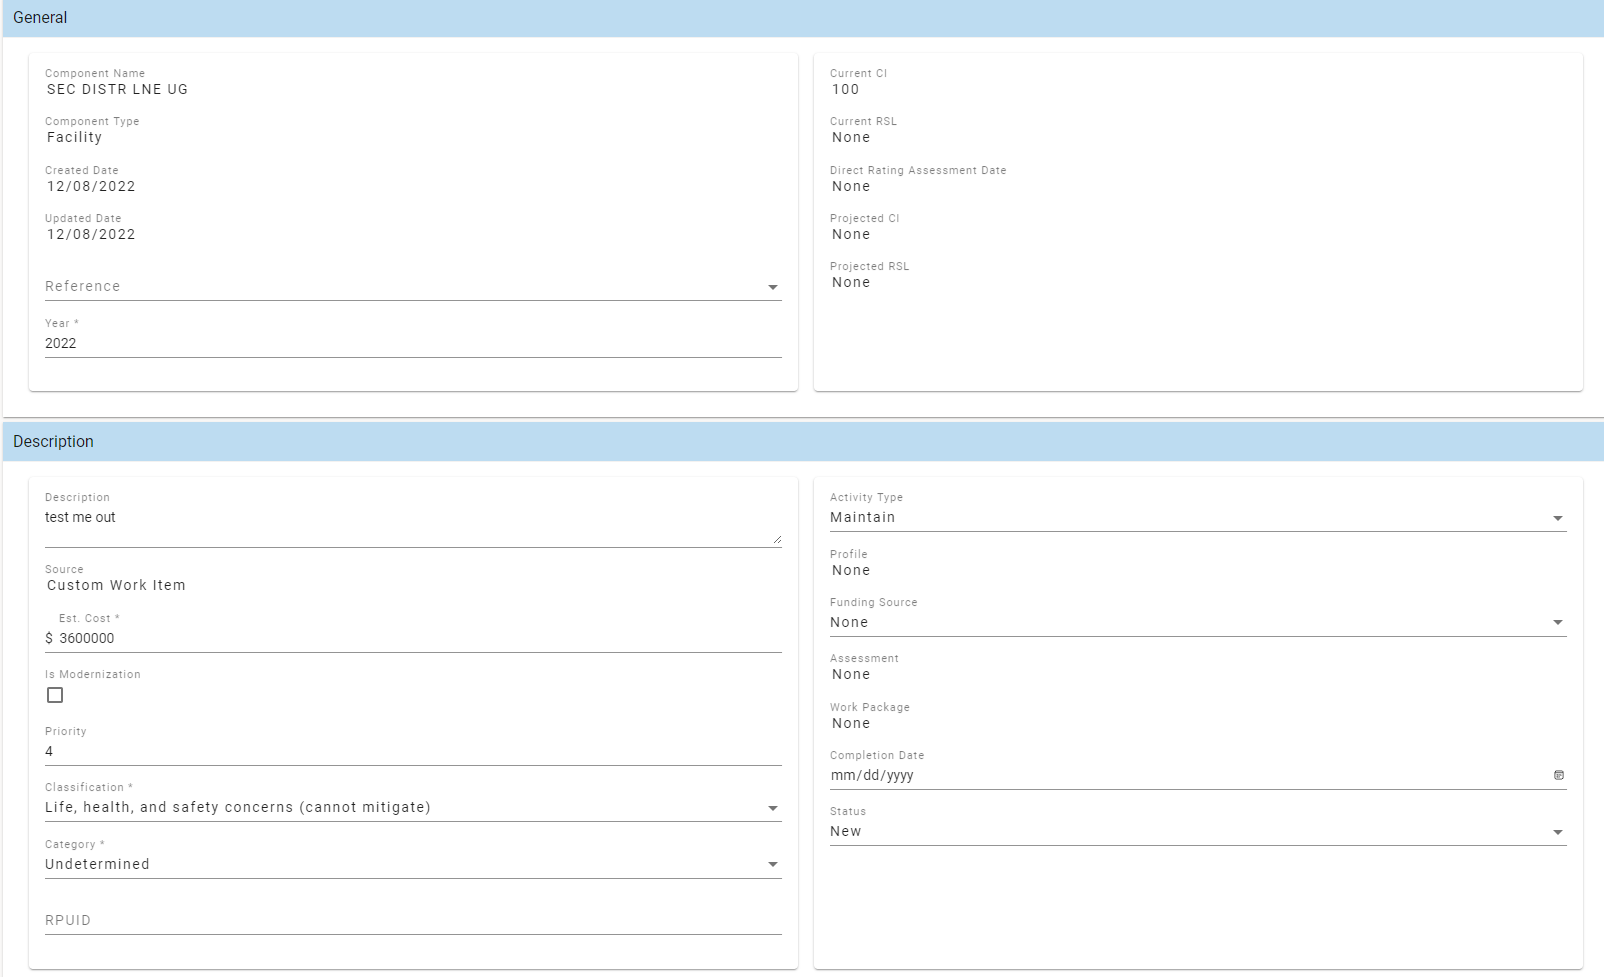 General
Component Name
SEC DISTR LNE UG
Component Type
Facility
Created Date
12/08/2022
Updated Date
12/08/2022
Reference
Year *
2022
Current CI
100
Current RSL
None
Direct Rating Assessment Date
None
Projected CI
None
Projected RSL
None
Description
Description
test me out
Source
Custom Work Item
Est. Cost *
$ 3600000
Is Modernization
Priority
4
Classification *
Life, health, and safety concerns (cannot mitigate)
Category *
Undetermined
RPUID
Activity Type
Maintain
Profile
None
Funding Source
None
Assessment
None
Work Package
None
Completion Date
mm/dd/yyyy
Status
New